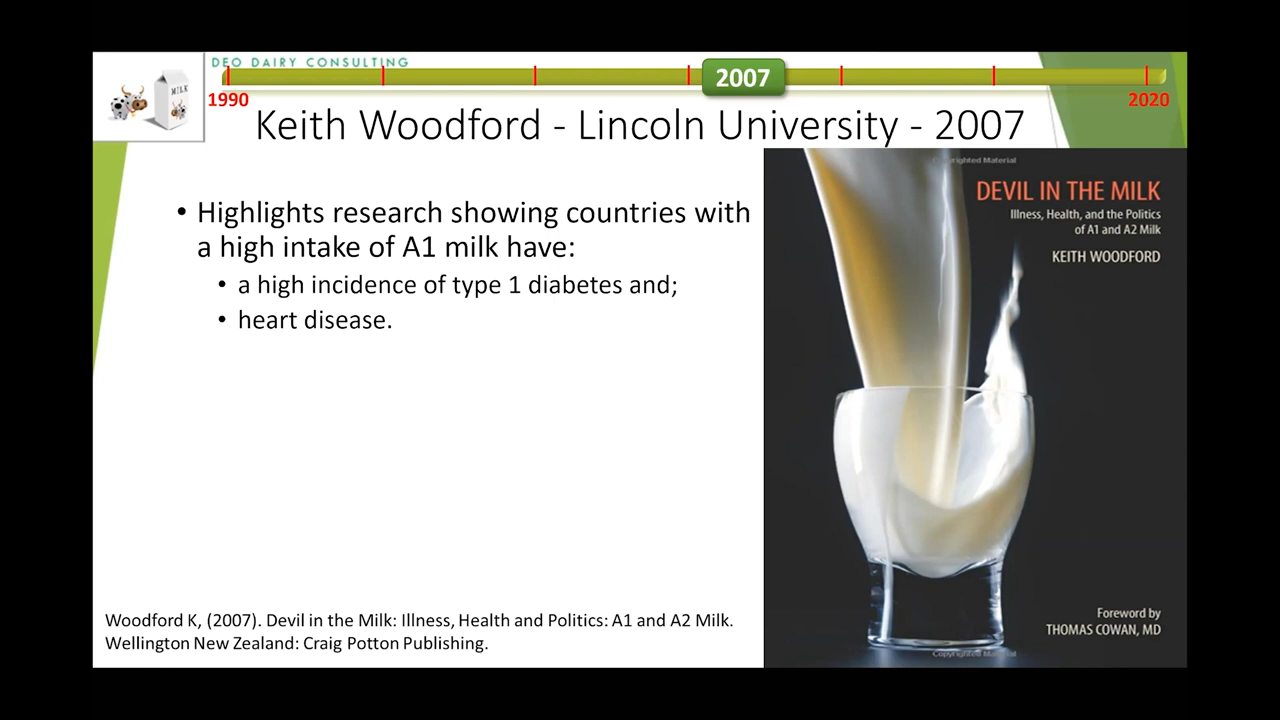 DEO DAIRY CONSULTING
MILK
2007
1990
2020
Keith Woodford - Lincoln University - 2007
• Highlights research showing countries with
a high intake of A1 milk have:
• a high incidence of type 1 diabetes and;
• heart disease.
Copyrighted Material
DEVIL IN THE MILK
Illness, Health, and the Politics
of A1 and A2 Milk
KEITH WOODFORD
Foreword by
THOMAS COWAN, MD
Copyrighted Material
Woodford K, (2007). Devil in the Milk: Illness, Health and Politics: A1 and A2 Milk.
Wellington New Zealand: Craig Potton Publishing.